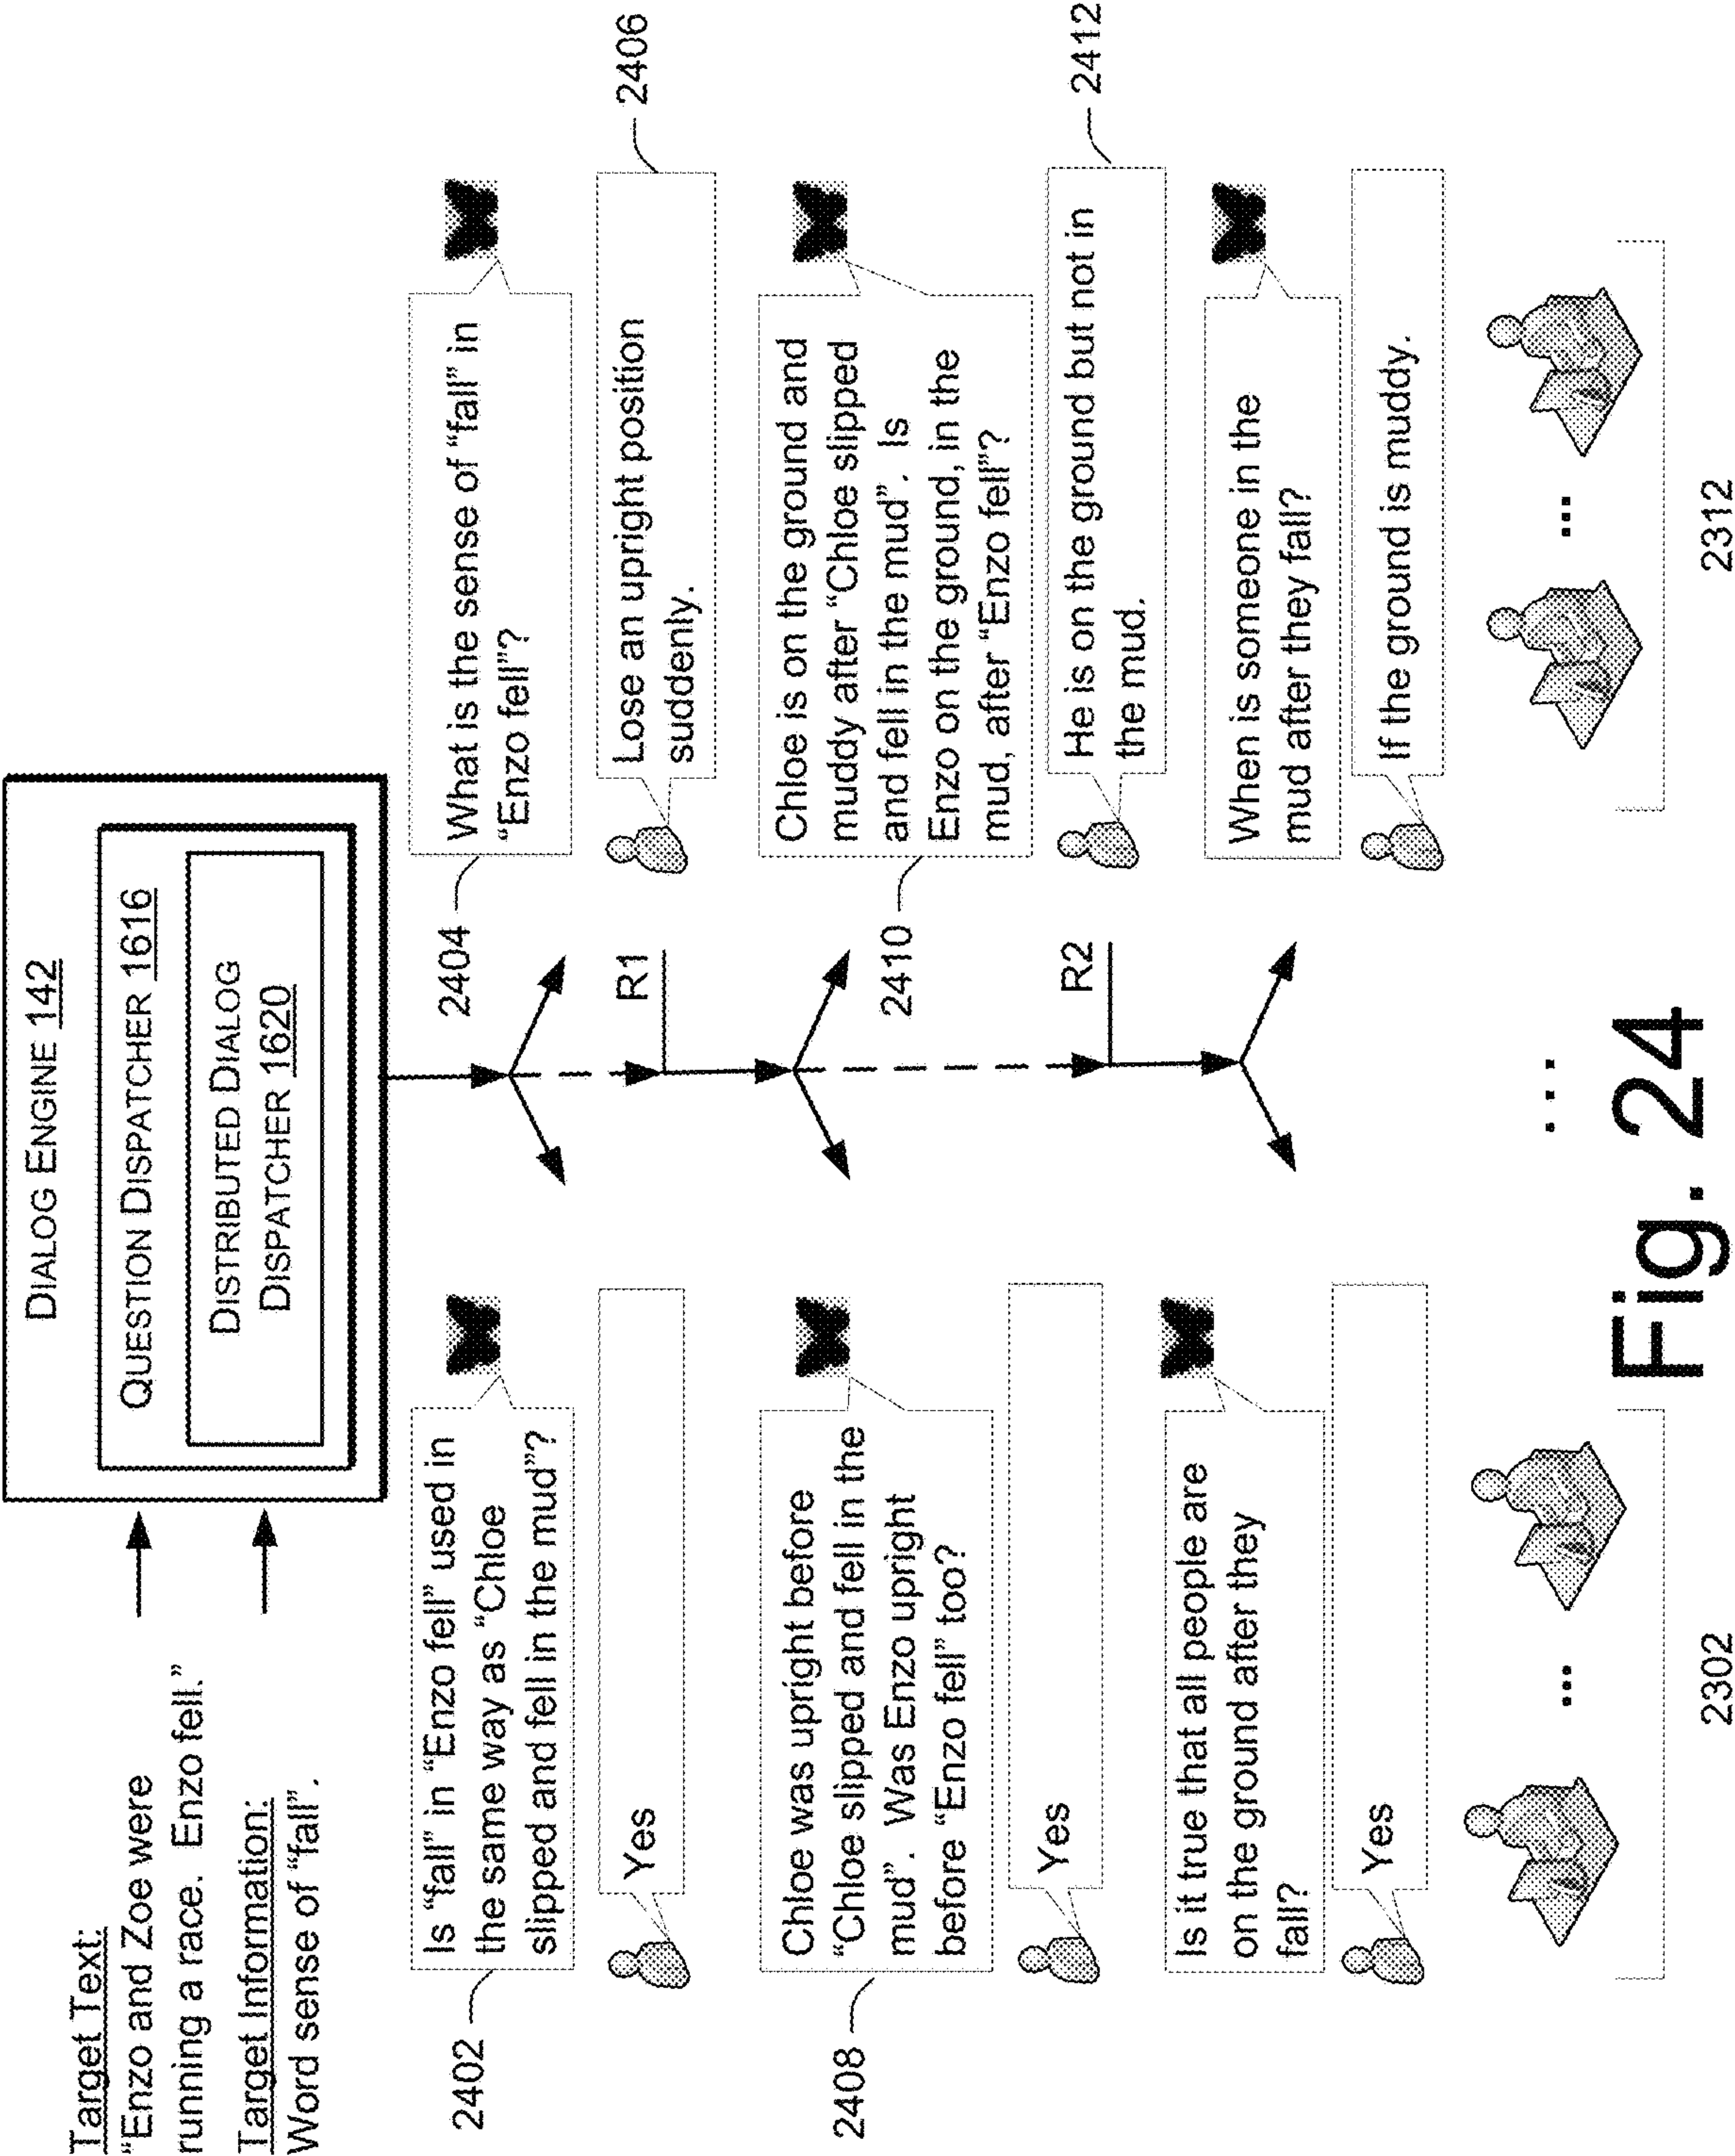 Target Text:
“Enzo and Zoe were
running a race. Enzo fell.”
Target Information:
Word sense of “fall”.
DIALOG ENGINE 142
QUESTION DISPATCHER 1616
DISTRIBUTED DIALOG
DISPATCHER 1620
2402
Is “fall” in “Enzo fell” used in
the same way as “Chloe
slipped and fell in the mud”?
Yes
2404
What is the sense of “fall” in
“Enzo fell”?
2406
Lose an upright position
suddenly.
R1
2408
Chloe was upright before
“Chloe slipped and fell in the
mud”. Was Enzo upright
before “Enzo fell” too?
Yes
2410
Chloe is on the ground and
muddy after “Chloe slipped
and fell in the mud”. Is
Enzo on the ground, in the
mud, after “Enzo fell”?
2412
He is on the ground but not in
the mud.
R2
Is it true that all people are
on the ground after they
fall?
Yes
When is someone in the
mud after they fall?
If the ground is muddy.
...
...
...
2302
2312
Fig. 24